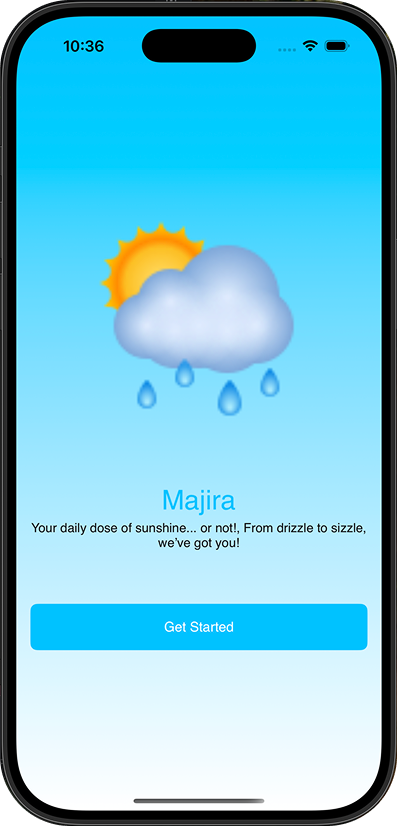 10:36
Majira
Your daily dose of sunshine... or not!, From drizzle to sizzle,
we've got you!
Get Started